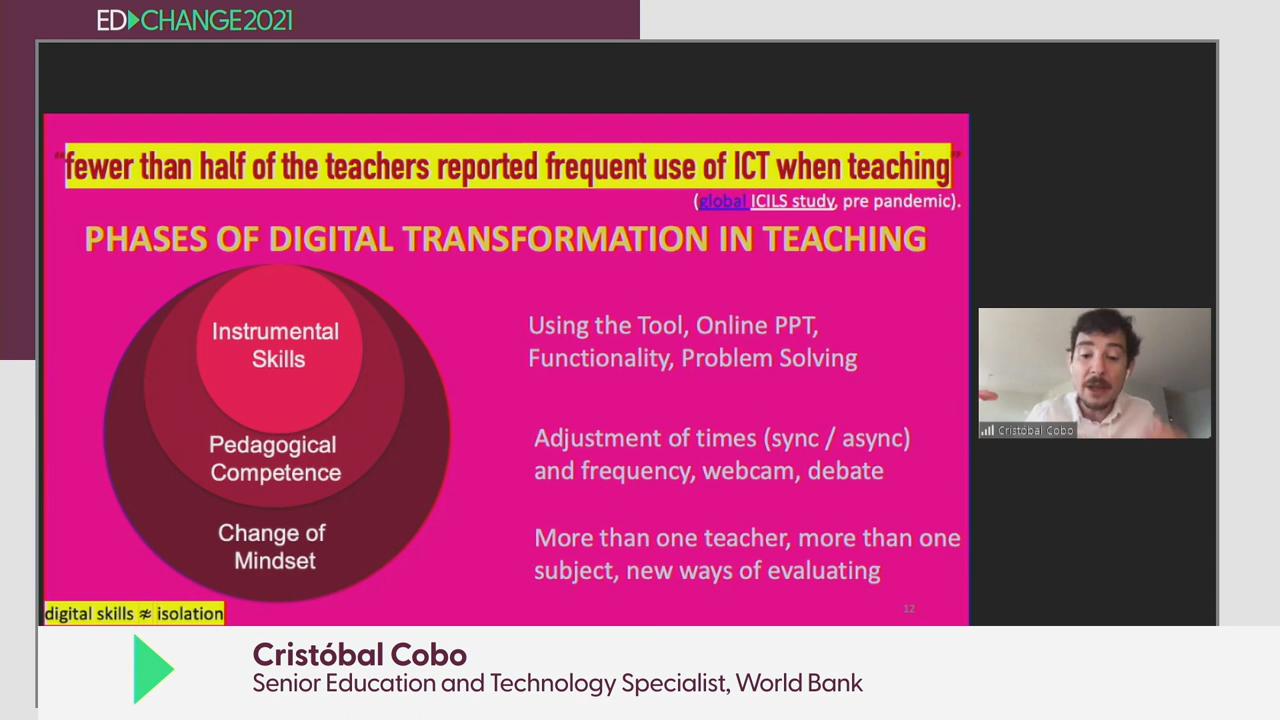 ED CHANGE2021
"fewer than half of the teachers reported frequent use of ICT when teaching"
(global ICILS study, pre pandemic).
PHASES OF DIGITAL TRANSFORMATION IN TEACHING
Instrumental
Skills
Using the Tool, Online PPT,
Functionality, Problem Solving
Pedagogical
Competence
Adjustment of times (sync / async)
and frequency, webcam, debate
Change of
Mindset
More than one teacher, more than one
subject, new ways of evaluating
digital skills ≉ isolation
12
Cristóbal Cobo
Cristóbal Cobo
Senior Education and Technology Specialist, World Bank